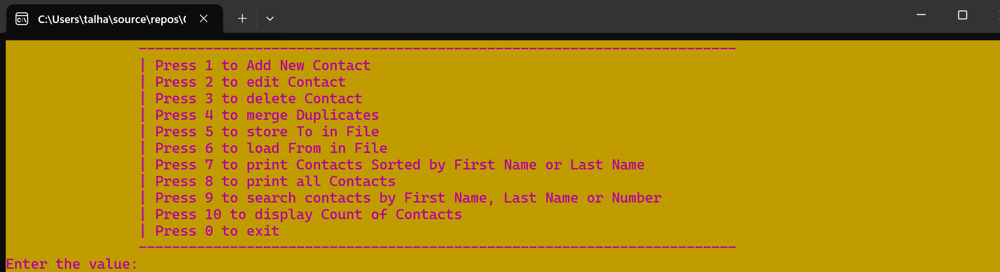 C:\Users\talha\source\repos\
--------------------------------------------------------------------------
| Press 1 to Add New Contact
| Press 2 to edit Contact
| Press 3 to delete Contact
| Press 4 to merge Duplicates
| Press 5 to store To in File
| Press 6 to load From in File
| Press 7 to print Contacts Sorted by First Name or Last Name
| Press 8 to print all Contacts
| Press 9 to search contacts by First Name, Last Name or Number
| Press 10 to display Count of Contacts
| Press 0 to exit
--------------------------------------------------------------------------
Enter the value: